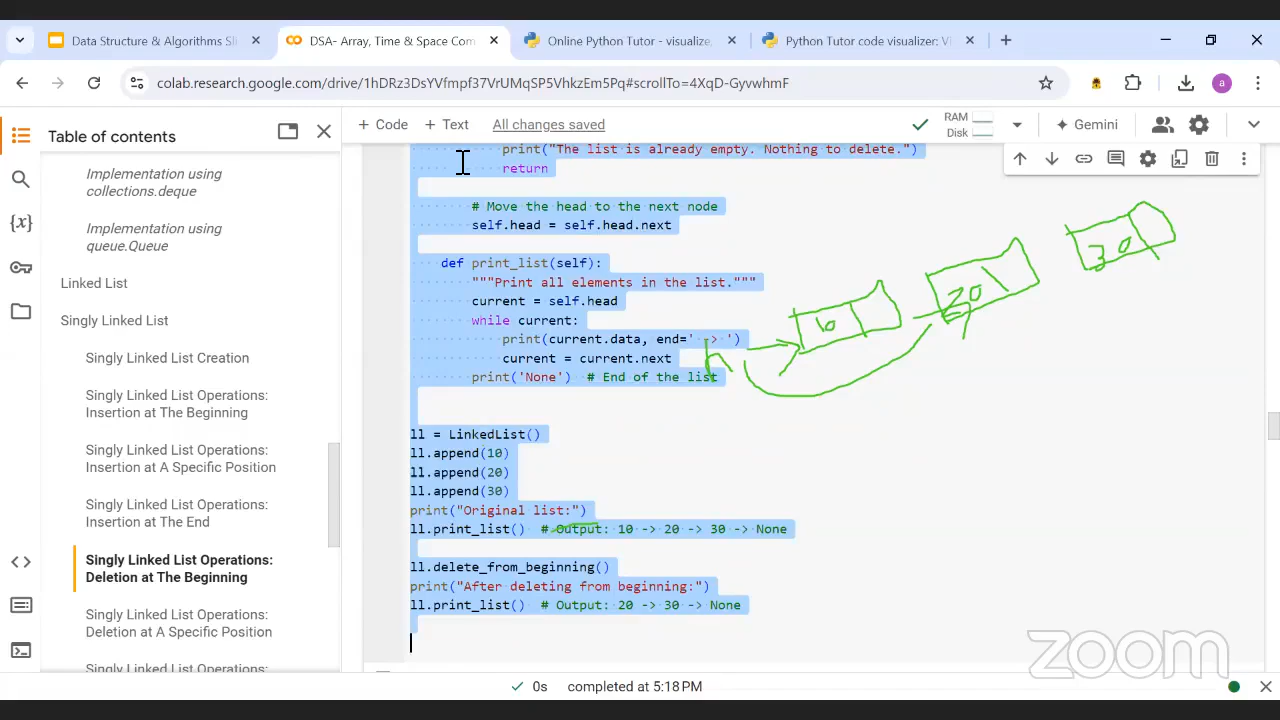 Data Structure & Algorithms Sli
DSA- Array, Time & Space Com
Online Python Tutor - visualize,
Python Tutor code visualizer: Vi
colab.research.google.com/drive/1hDRz3DsYVfmpf37VrUMqSP5VhkzEm5Pq#scrollTo=4XqD-GyvwhmF
a
Table of contents
+ Code
+ Text
All changes saved
RAM
Disk
Gemini
Implementation using
collections.deque
Implementation using
queue.Queue
Linked List
Singly Linked List
Singly Linked List Creation
Singly Linked List Operations:
Insertion at The Beginning
Singly Linked List Operations:
Insertion at A Specific Position
Singly Linked List Operations:
Insertion at The End
Singly Linked List Operations:
Deletion at The Beginning
Singly Linked List Operations:
Deletion at A Specific Position
Singly Linked List Operations:
print("The list is already empty. Nothing to delete.")
return
# Move the head to the next node
self.head = self.head.next
def print_list(self):
"""Print all elements in the list."""
current = self.head
while current:
print(current.data, end=' -> ')
current = current.next
print('None')  # End of the list
ll = LinkedList()
ll.append(10)
ll.append(20)
ll.append(30)
print("Original list:")
ll.print_list()  # Output: 10 -> 20 -> 30 -> None
ll.delete_from_beginning()
print("After deleting from beginning:")
ll.print_list()  # Output: 20 -> 30 -> None
h
10
20
30
zoom
0s completed at 5:18 PM